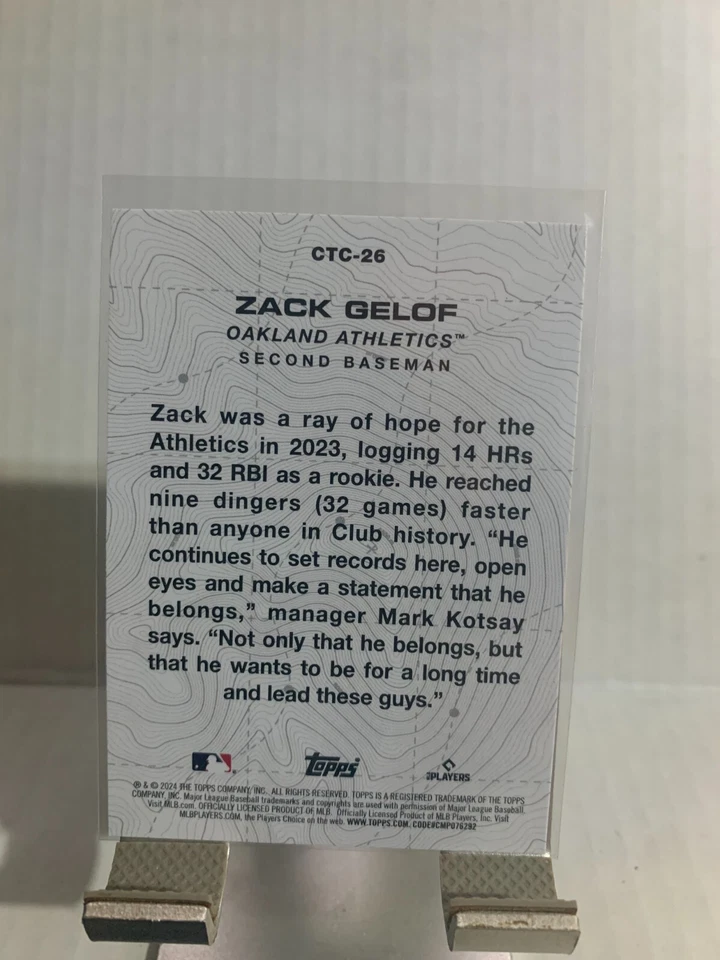 CTC-26
ZACK GELOF
OAKLAND ATHLETICS™
SECOND BASEMAN
Zack was a ray of hope for the
Athletics in 2023, logging 14 HRs
and 32 RBI as a rookie. He reached
nine dingers (32 games) faster
than anyone in Club history. “He
continues to set records here, open
eyes and make a statement that he
belongs,” manager Mark Kotsay
says. “Not only that he belongs, but
that he wants to be for a long time
and lead these guys.”
Topps
PLAYERS
® & © 2024 THE TOPPS COMPANY, INC. ALL RIGHTS RESERVED. TOPPS IS A REGISTERED TRADEMARK OF THE TOPPS
COMPANY, INC. Major League Baseball trademarks and copyrights are used with permission of Major League Baseball.
Visit MLB.com. OFFICIALLY LICENSED PRODUCT OF MLB. Officially Licensed Product of MLB Players, Inc. Visit
MLBPLAYERS.COM, the Players Choice on the web. WWW.TOPPS.COM. CODE#CMP076282